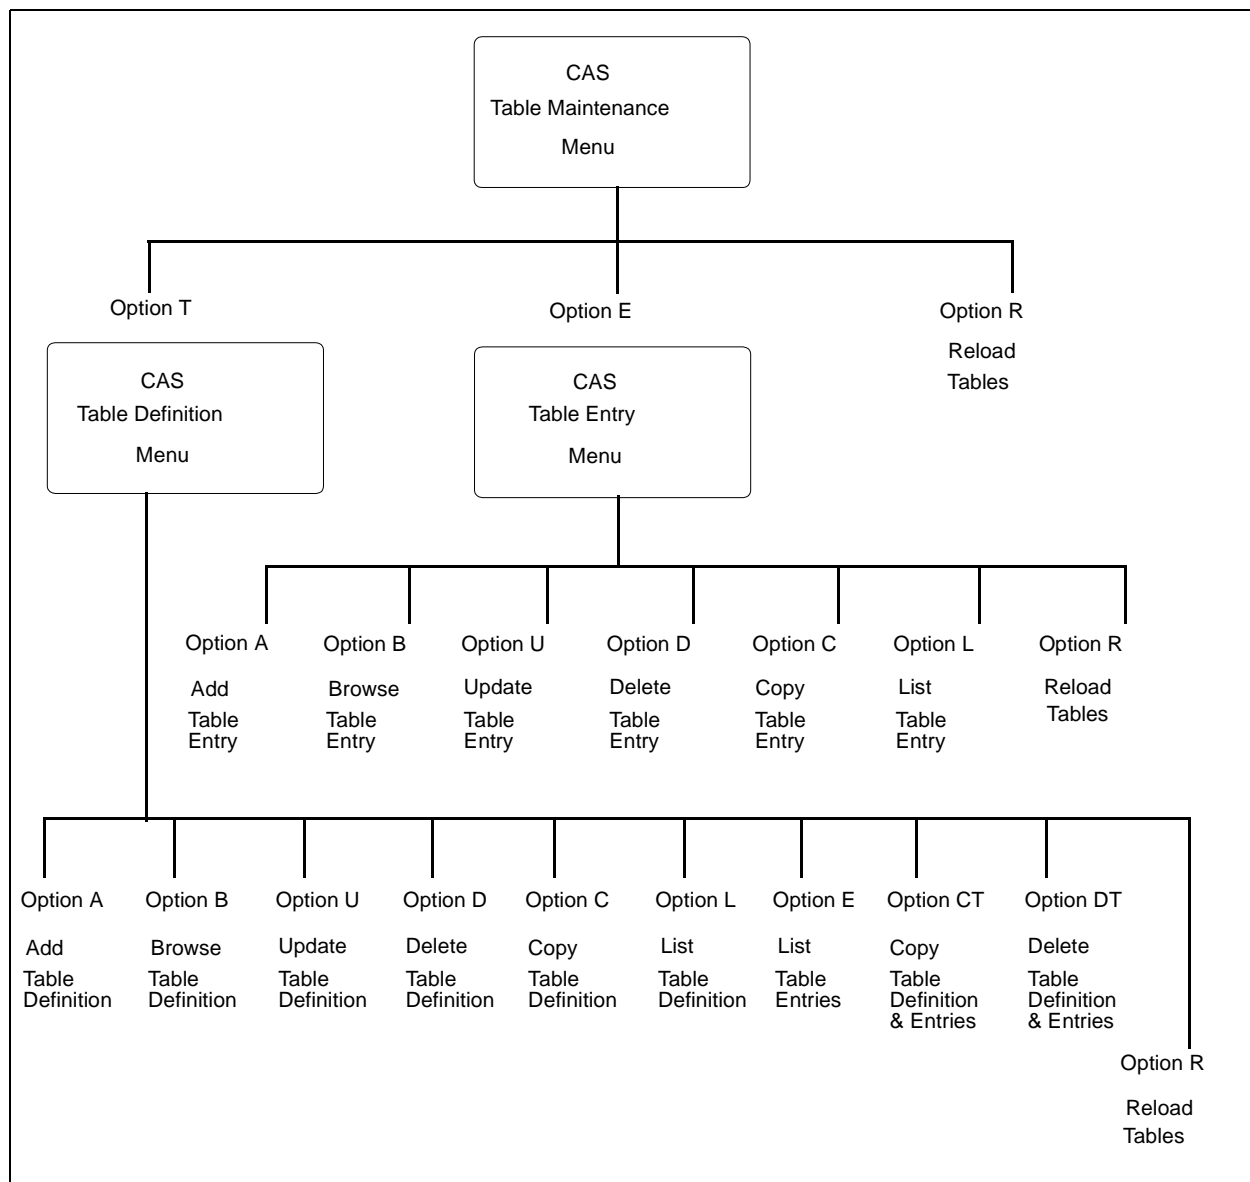 CAS
Table Maintenance
Menu
Option T
Option E
Option R
Reload
Tables
CAS
Table Definition
Menu
CAS
Table Entry
Menu
Option A
Add
Table
Entry
Option B
Browse
Table
Entry
Option U
Update
Table
Entry
Option D
Delete
Table
Entry
Option C
Copy
Table
Entry
Option L
List
Table
Entry
Option R
Reload
Tables
Option A
Add
Table
Definition
Option B
Browse
Table
Definition
Option U
Update
Table
Definition
Option D
Delete
Table
Definition
Option C
Copy
Table
Definition
Option L
List
Table
Definition
Option E
List
Table
Entries
Option CT
Copy
Table
Definition
& Entries
Option DT
Delete
Table
Definition
& Entries
Option R
Reload
Tables